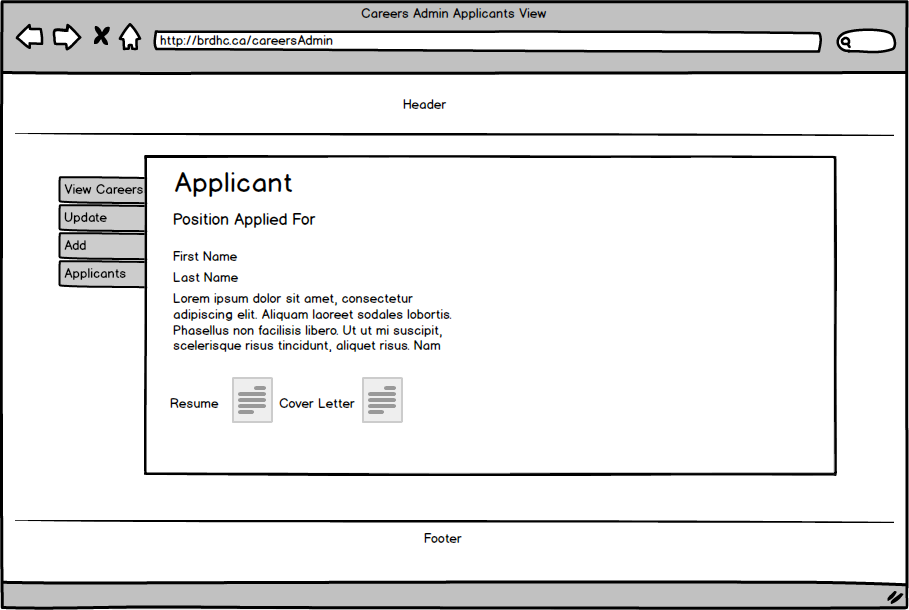 Careers Admin Applicants View
http://brdhc.ca/careersAdmin
Header
View Careers
Update
Add
Applicants
Applicant
Position Applied For
First Name
Last Name
Lorem ipsum dolor sit amet, consectetur
adipiscing elit. Aliquam laoreet sodales lobortis.
Phasellus non facilisis libero. Ut ut mi suscipit,
scelerisque risus tincidunt, aliquet risus. Nam
Resume Cover Letter
Footer